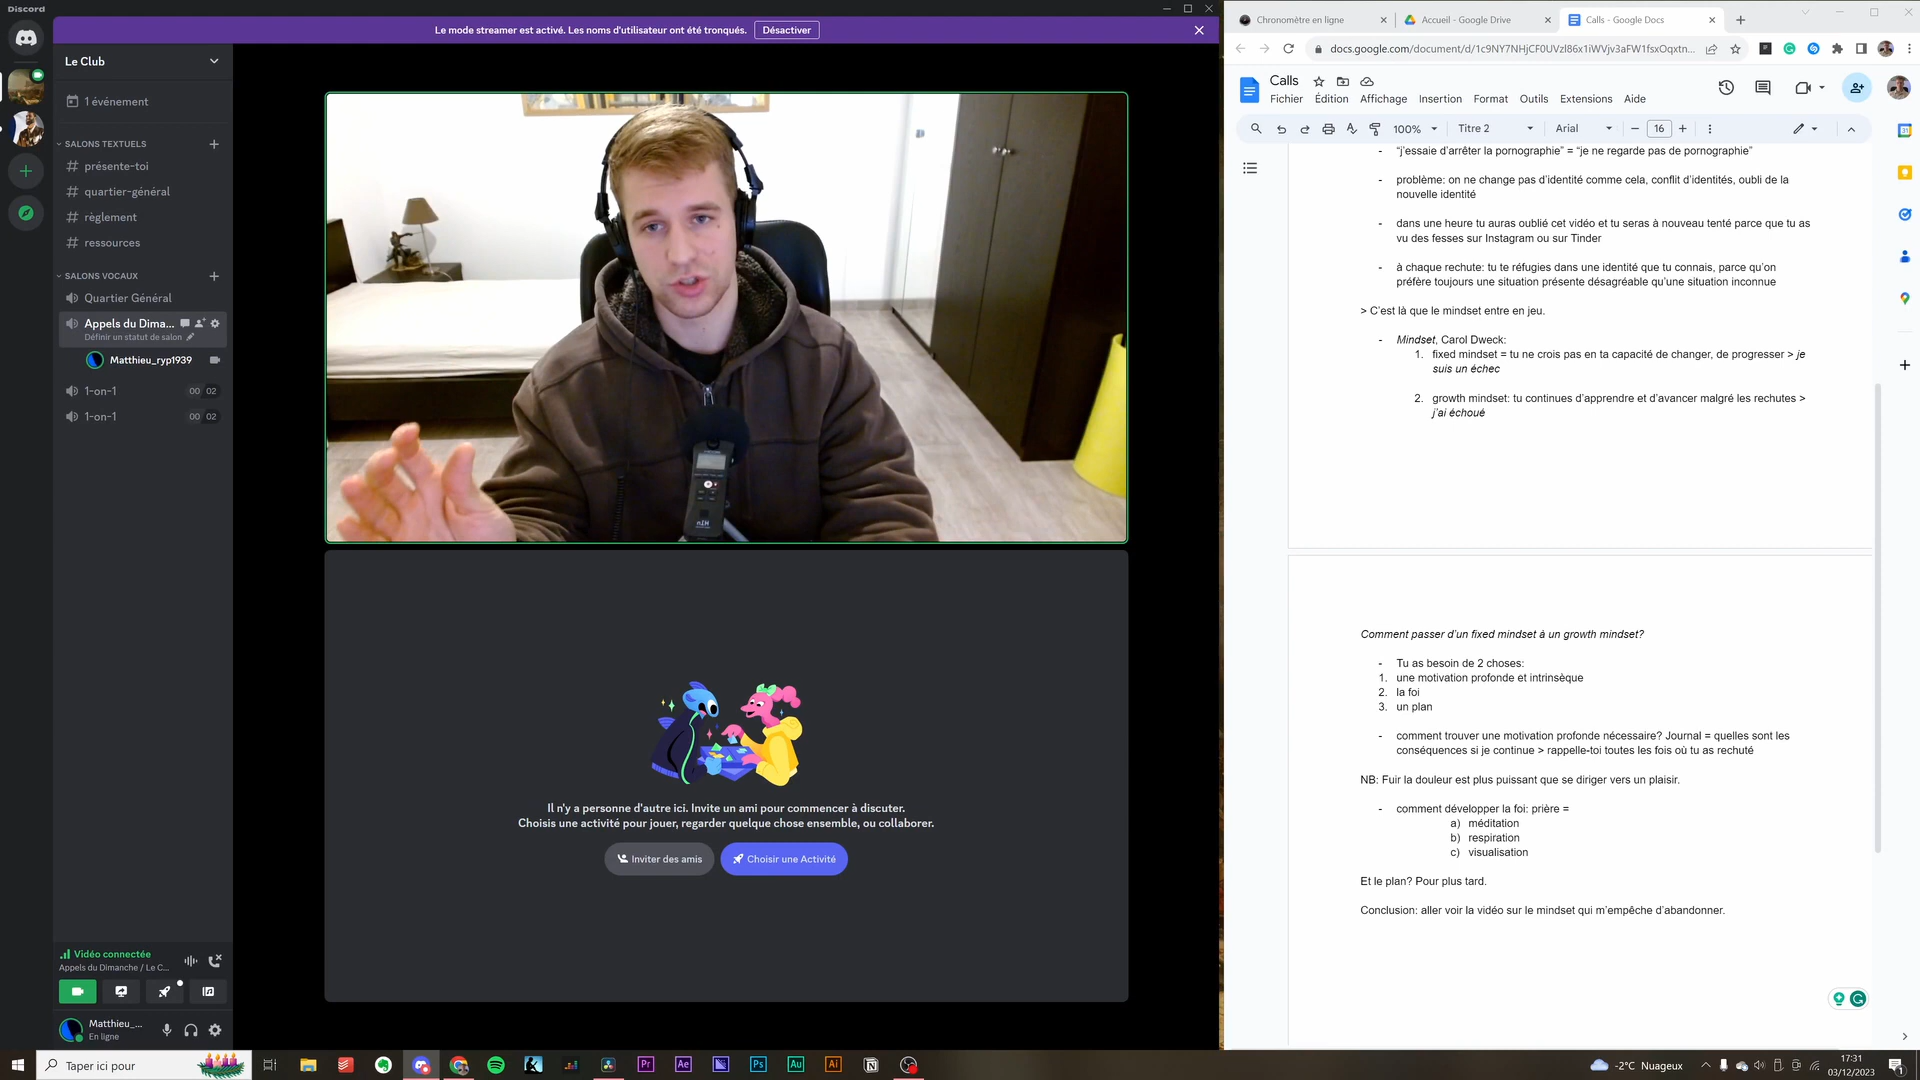 Discord
Le mode streamer est activé. Les noms d'utilisateur ont été tronqués.
Désactiver
Le Club
1 événement
SALONS TEXTUELS
présente-toi
quartier-général
règlement
ressources
SALONS VOCAUX
Quartier Général
Appels du Dima...
Définir un statut de salon
Matthieu_ryp1939
1-on-1
00 02
1-on-1
00 02
Il n'y a personne d'autre ici. Invite un ami pour commencer à discuter.
Choisis une activité pour jouer, regarder quelque chose ensemble, ou collaborer.
Inviter des amis
Choisir une Activité
Vidéo connectée
Appels du Dimanche / Le C...
Matthieu_...
En ligne
Chronomètre en ligne
Accueil - Google Drive
Calls - Google Docs
docs.google.com/document/d/1c9NY7NHjCF0UVzl86x1iWVjv3aFW1fsxOqxtn...
Calls
Fichier Édition Affichage Insertion Format Outils Extensions Aide
100% Titre 2 Arial 16
- "j'essaie d'arrêter la pornographie" = "je ne regarde pas de pornographie"
- problème: on ne change pas d'identité comme cela, conflit d'identités, oubli de la
nouvelle identité
- dans une heure tu auras oublié cet vidéo et tu seras à nouveau tenté parce que tu as
vu des fesses sur Instagram ou sur Tinder
- à chaque rechute: tu te réfugies dans une identité que tu connais, parce qu'on
préfère toujours une situation présente désagréable qu'une situation inconnue
> C'est là que le mindset entre en jeu.
- Mindset, Carol Dweck:
1. fixed mindset = tu ne crois pas en ta capacité de changer, de progresser > je
suis un échec
2. growth mindset: tu continues d'apprendre et d'avancer malgré les rechutes >
j'ai échoué
Comment passer d'un fixed mindset à un growth mindset?
- Tu as besoin de 2 choses:
1. une motivation profonde et intrinsèque
2. la foi
3. un plan
- comment trouver une motivation profonde nécessaire? Journal = quelles sont les
conséquences si je continue > rappelle-toi toutes les fois où tu as rechuté
NB: Fuir la douleur est plus puissant que se diriger vers un plaisir.
- comment développer la foi: prière =
a) méditation
b) respiration
c) visualisation
Et le plan? Pour plus tard.
Conclusion: aller voir la vidéo sur le mindset qui m'empêche d'abandonner.
Taper ici pour
Pr
Ae
Ps
Au
Ai
-2°C Nuageux
17:31
03/12/2023